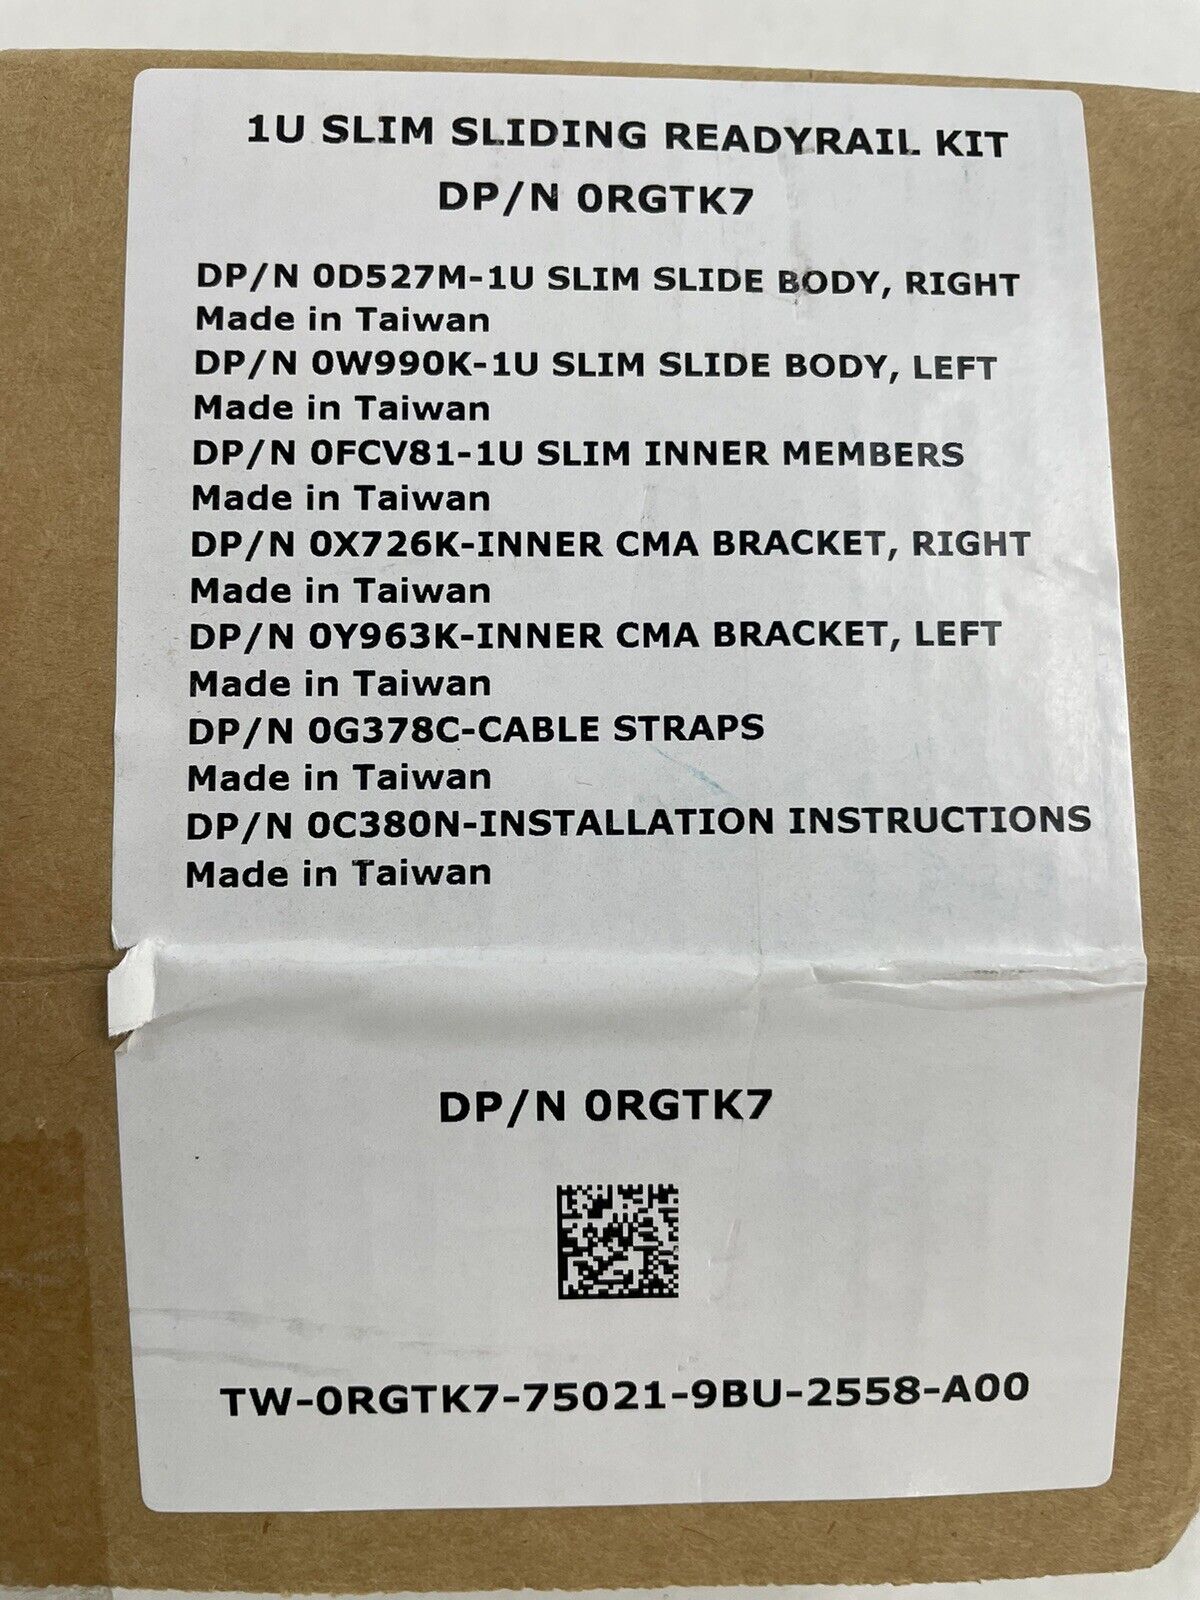 1U SLIM SLIDING READYRAIL KIT
DP/N 0RGTK7
DP/N 0D527M-1U SLIM SLIDE BODY, RIGHT
Made in Taiwan
DP/N 0W990K-1U SLIM SLIDE BODY, LEFT
Made in Taiwan
DP/N 0FCV81-1U SLIM INNER MEMBERS
Made in Taiwan
DP/N 0X726K-INNER CMA BRACKET, RIGHT
Made in Taiwan
DP/N 0Y963K-INNER CMA BRACKET, LEFT
Made in Taiwan
DP/N 0G378C-CABLE STRAPS
Made in Taiwan
DP/N 0C380N-INSTALLATION INSTRUCTIONS
Made in Taiwan
DP/N 0RGTK7
TW-0RGTK7-75021-9BU-2558-A00